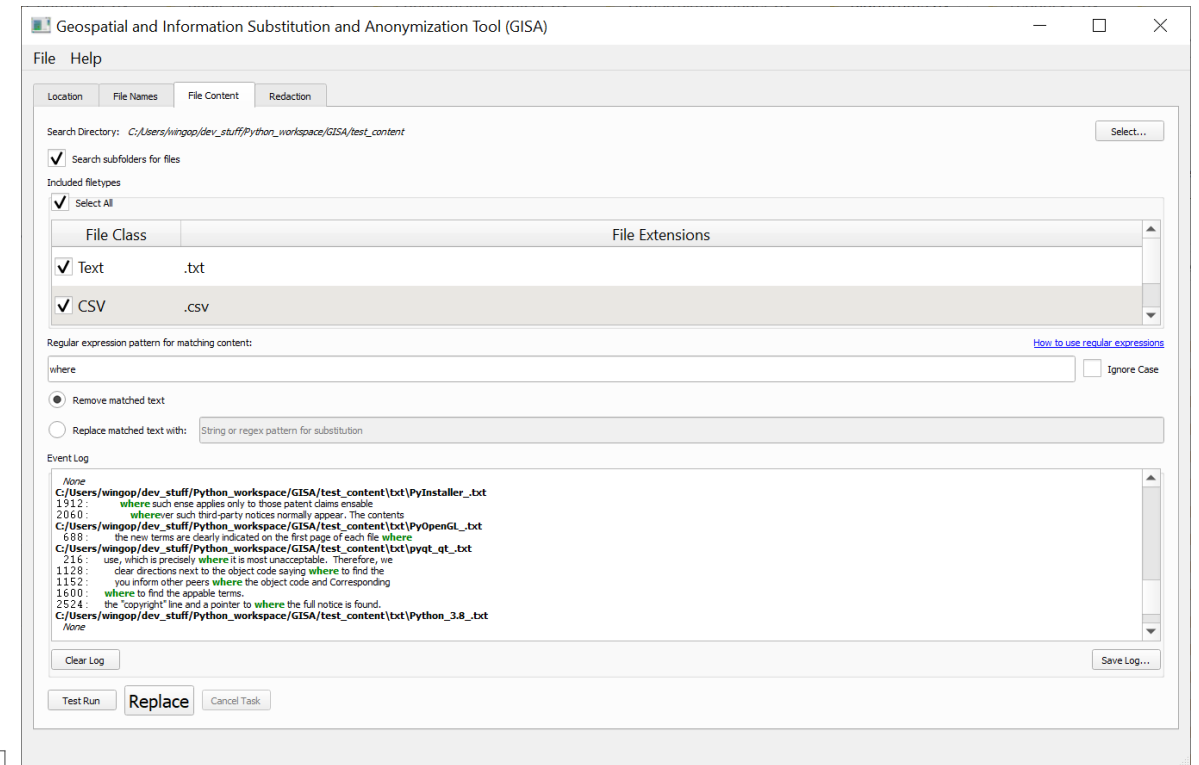 Geospatial and Information Substitution and Anonymization Tool (GISA)
File Help
Location File Names File Content Redaction
Search Directory: C:/Users/wingop/dev_stuff/Python_workspace/GISA/test_content Select...
Search subfolders for files
Included filetypes
Select All
File Class File Extensions
Text .txt
CSV .csv
Regular expression pattern for matching content: How to use regular expressions
where Ignore Case
Remove matched text
Replace matched text with: String or regex pattern for substitution
Event Log
None
C:/Users/wingop/dev_stuff/Python_workspace/GISA/test_content\txt\PyInstaller_.txt
1912: where such ense applies only to those patent claims ensable
2060: wherever such third-party notices normally appear. The contents
C:/Users/wingop/dev_stuff/Python_workspace/GISA/test_content\txt\PyOpenGL_.txt
688: the new terms are clearly indicated on the first page of each file where
C:/Users/wingop/dev_stuff/Python_workspace/GISA/test_content\txt\pyqt_qt_.txt
216: use, which is precisely where it is most unacceptable. Therefore, we
1128: clear directions next to the object code saying where to find the
1152: you inform other peers where the object code and Corresponding
1600: where to find the appable terms.
2524: the "copyright" line and a pointer to where the full notice is found.
C:/Users/wingop/dev_stuff/Python_workspace/GISA/test_content\txt\Python_3.8_.txt
None
Clear Log Save Log...
Test Run Replace Cancel Task